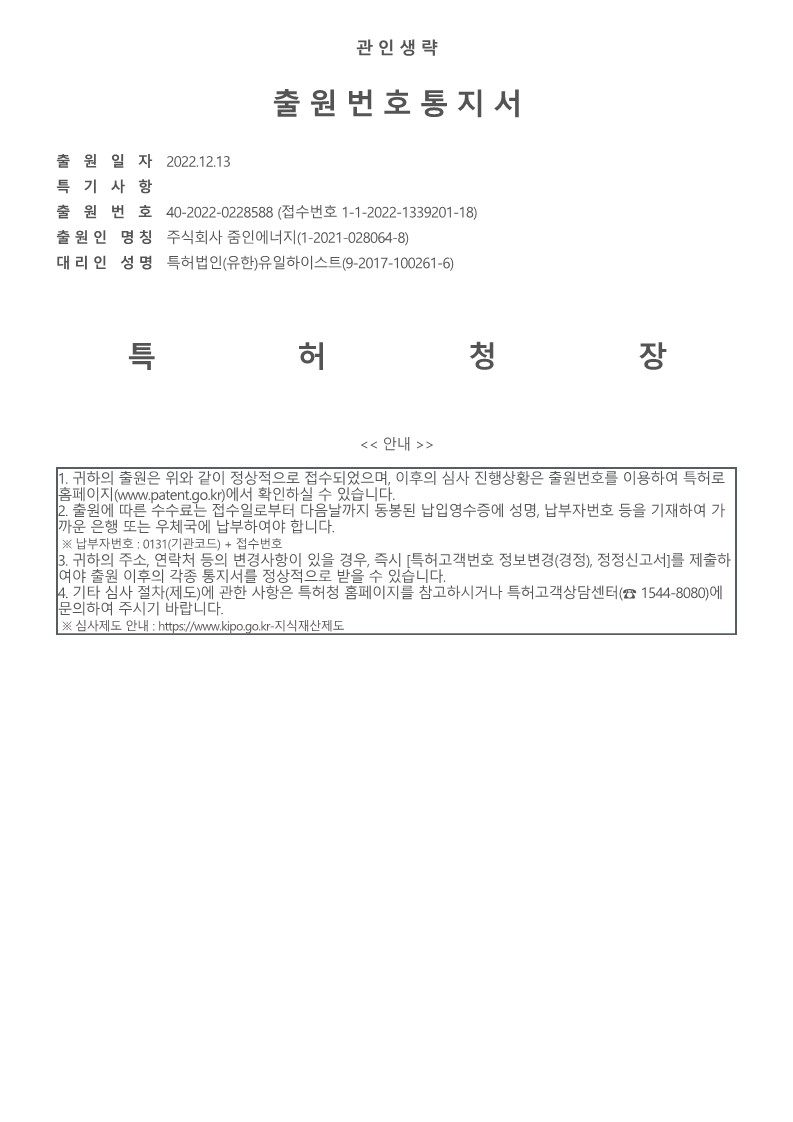 관 인 생 략
출 원 번 호 통 지 서
출 원 일 자 2022.12.13
특 기 사 항
출 원 번 호 40-2022-0228588 (접수번호 1-1-2022-1339201-18)
출 원 인 명 칭 주식회사 줌인에너지(1-2021-028064-8)
대 리 인 성 명 특허법인(유한)유일하이스트(9-2017-100261-6)
특 허 청 장
<< 안내 >>
1. 귀하의 출원은 위와 같이 정상적으로 접수되었으며, 이후의 심사 진행상황은 출원번호를 이용하여 특허로
홈페이지(www.patent.go.kr)에서 확인하실 수 있습니다.
2. 출원에 따른 수수료는 접수일로부터 다음날까지 동봉된 납입영수증에 성명, 납부자번호 등을 기재하여 가
까운 은행 또는 우체국에 납부하여야 합니다.
※ 납부자번호 : 0131(기관코드) + 접수번호
3. 귀하의 주소, 연락처 등의 변경사항이 있을 경우, 즉시 [특허고객번호 정보변경(경정), 정정신고서]를 제출하
여야 출원 이후의 각종 통지서를 정상적으로 받을 수 있습니다.
4. 기타 심사 절차(제도)에 관한 사항은 특허청 홈페이지를 참고하시거나 특허고객상담센터(☎ 1544-8080)에
문의하여 주시기 바랍니다.
※ 심사제도 안내 : https://www.kipo.go.kr-지식재산제도